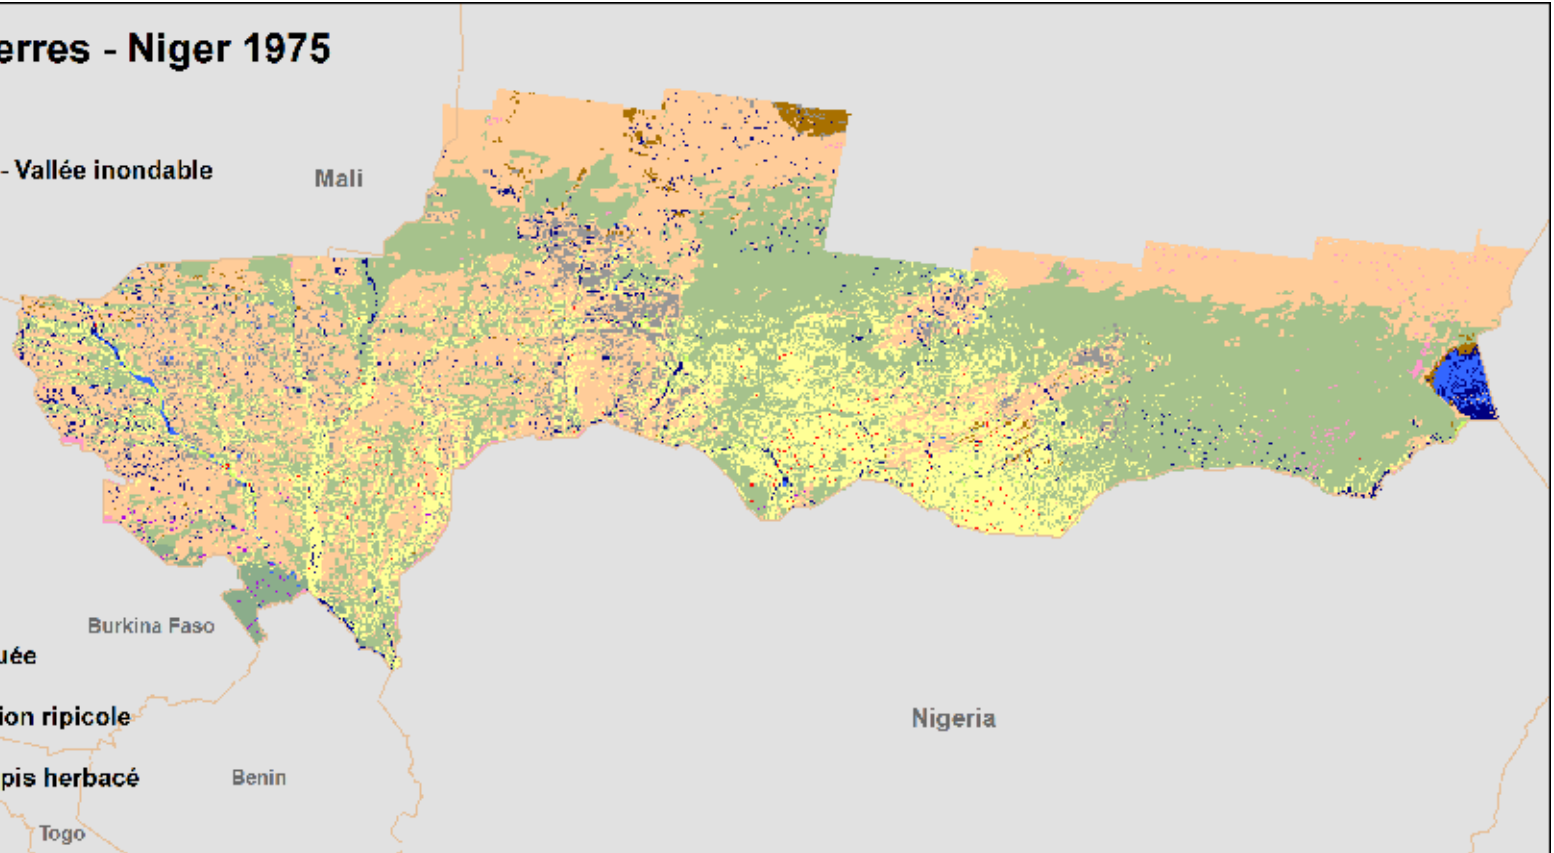 erres - Niger 1975
- Vallée inondable
Mali
Burkina Faso
uée
ion ripicole
Nigeria
pis herbacé
Benin
Togo